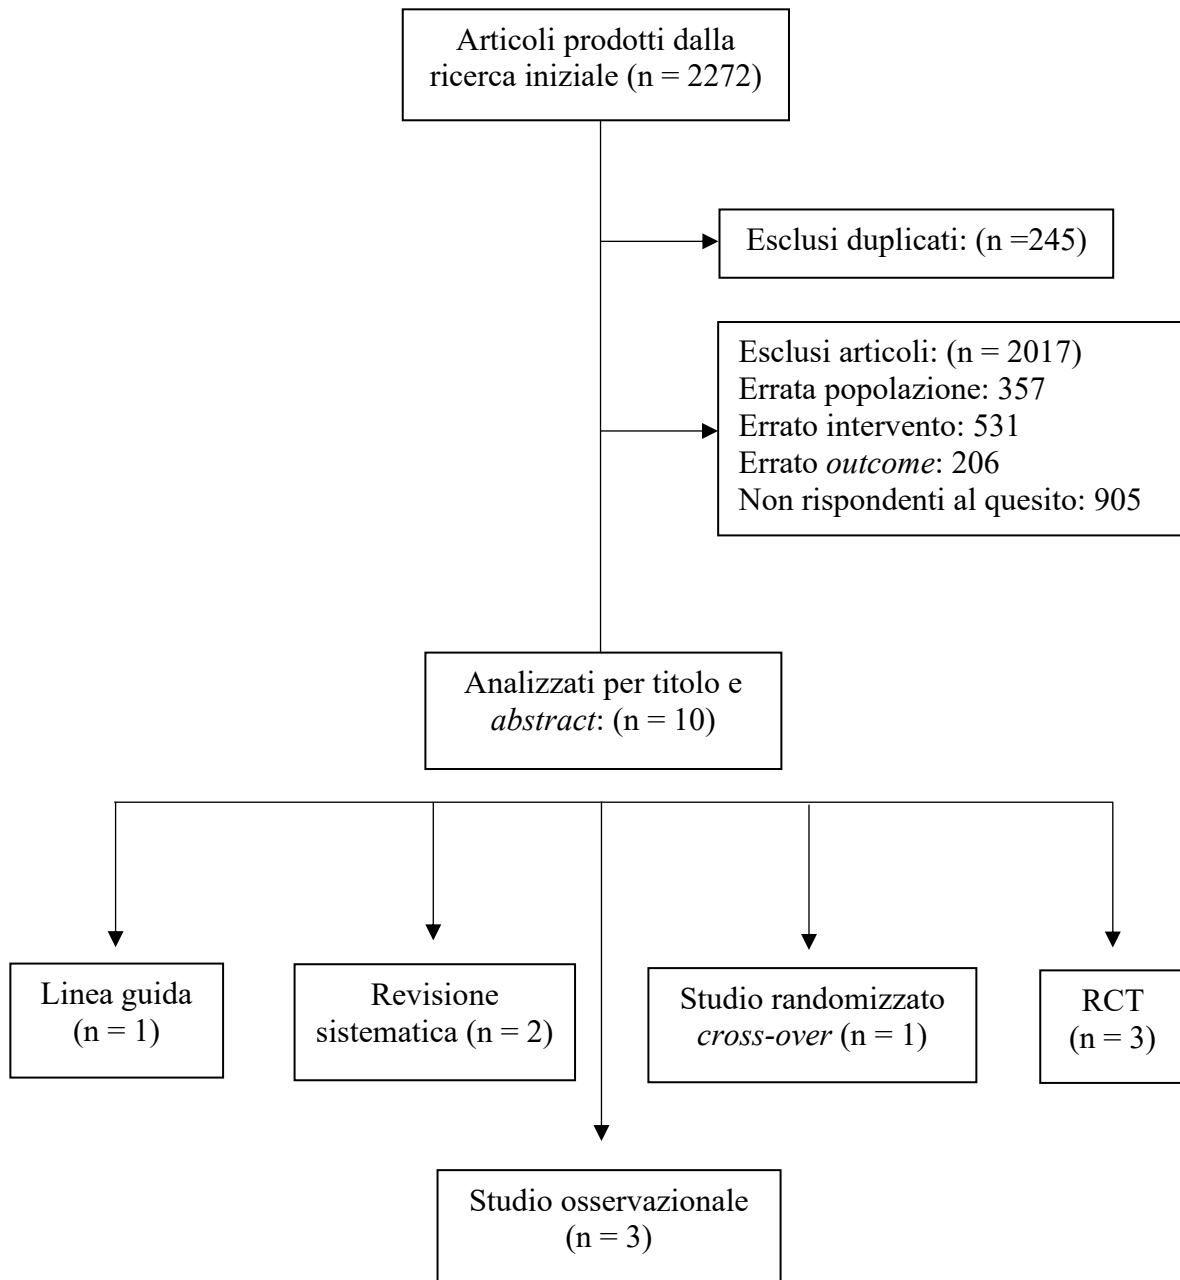 Articoli prodotti dalla
ricerca iniziale (n = 2272)
Esclusi duplicati: (n =245)
Esclusi articoli: (n = 2017)
Errata popolazione: 357
Errato intervento: 531
Errato outcome: 206
Non rispondenti al quesito: 905
Analizzati per titolo e
abstract: (n = 10)
Linea guida
(n = 1)
Revisione
sistematica (n = 2)
Studio randomizzato
cross-over (n = 1)
RCT
(n = 3)
Studio osservazionale
(n = 3)